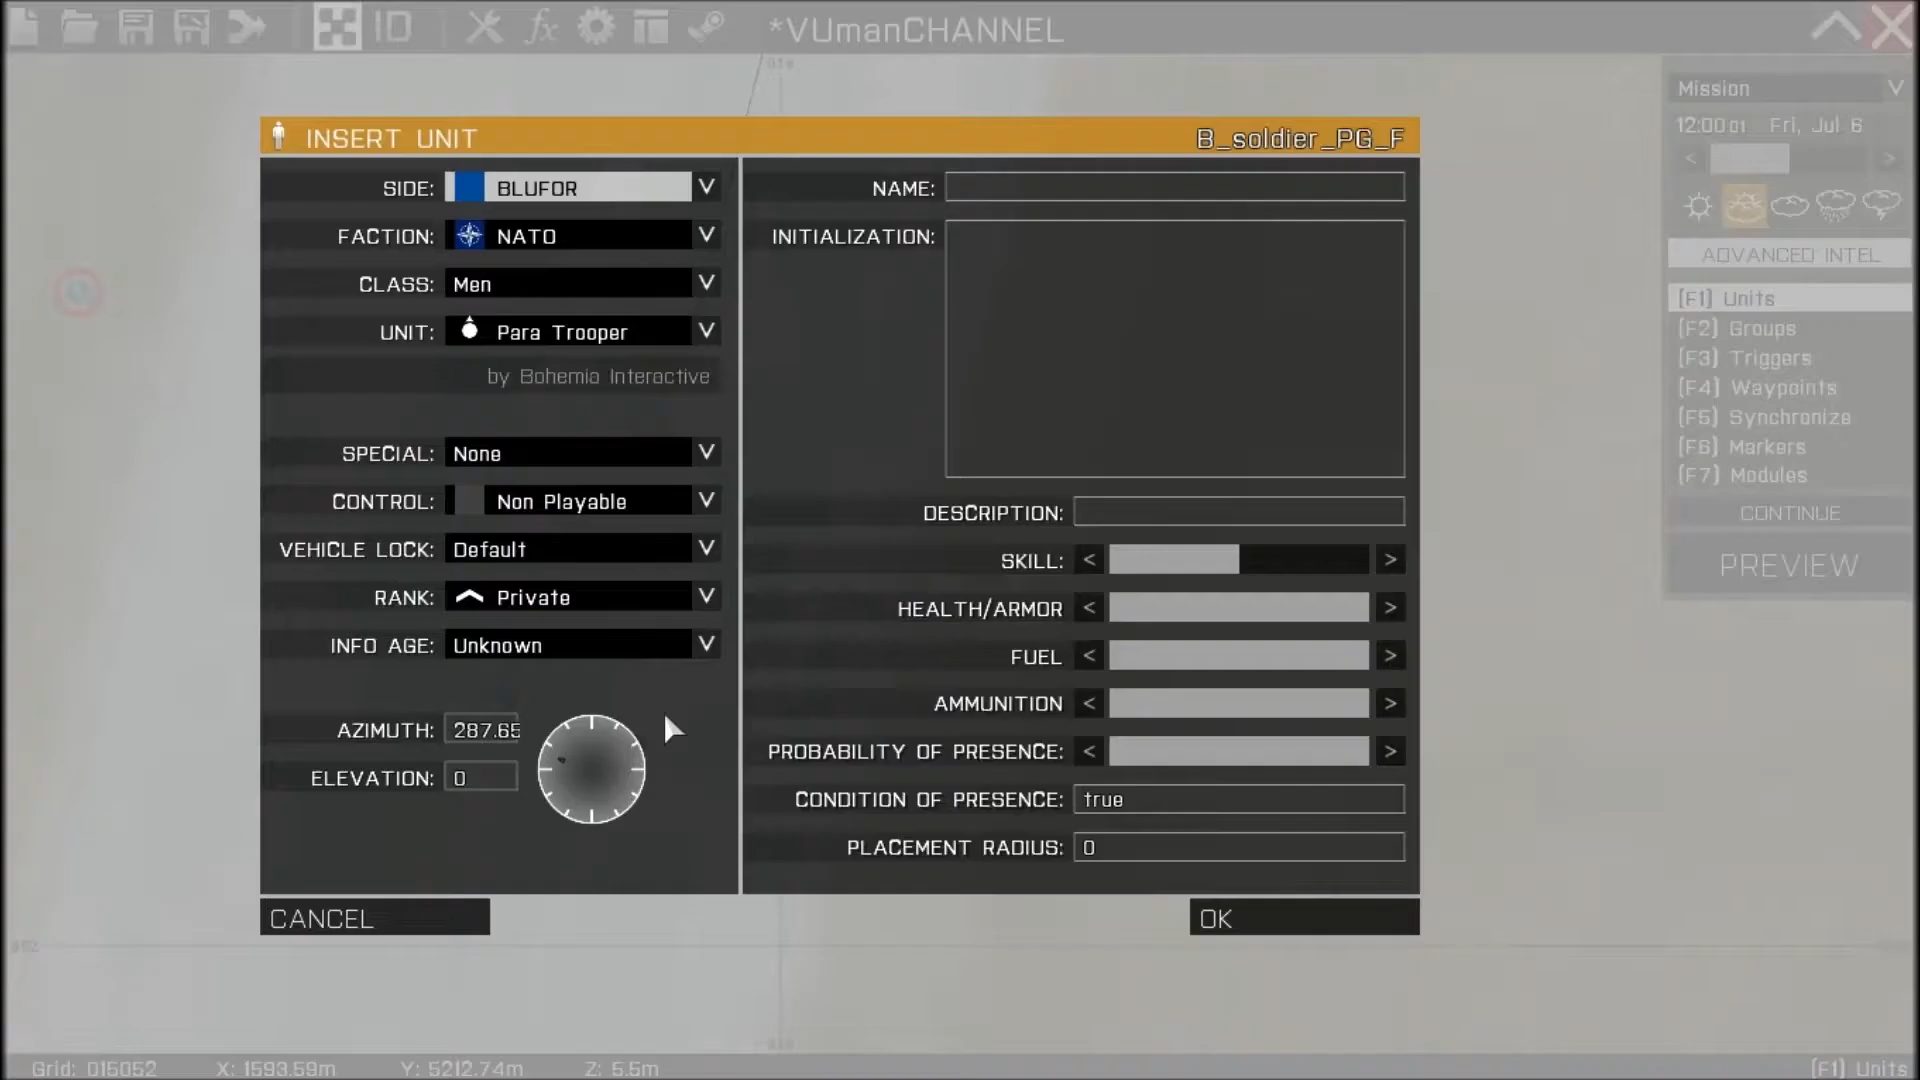 ID
fx
*VUmanCHANNEL
Mission
12:00:01 Fri, Jul 6
ADVANCED INTEL
[F1] Units
[F2] Groups
[F3] Triggers
[F4] Waypoints
[F5] Synchronize
[F6] Markers
[F7] Modules
CONTINUE
PREVIEW
INSERT UNIT
B_soldier_PG_F
SIDE: BLUFOR
FACTION: NATO
CLASS: Men
UNIT: Para Trooper
by Bohemia Interactive
SPECIAL: None
CONTROL: Non Playable
VEHICLE LOCK: Default
RANK: Private
INFO AGE: Unknown
AZIMUTH: 287.65
ELEVATION: 0
NAME:
INITIALIZATION:
DESCRIPTION:
SKILL: < >
HEALTH/ARMOR < >
FUEL < >
AMMUNITION < >
PROBABILITY OF PRESENCE: < >
CONDITION OF PRESENCE: true
PLACEMENT RADIUS: 0
CANCEL
OK
Grid: 015052 X: 1593.59m Y: 5212.74m Z: 5.5m
[F1] Units